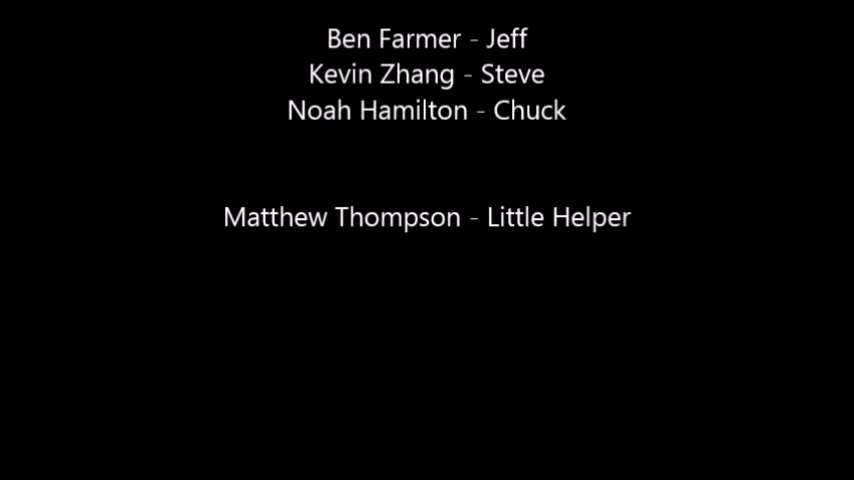 Ben Farmer - Jeff
Kevin Zhang - Steve
Noah Hamilton - Chuck
Matthew Thompson - Little Helper